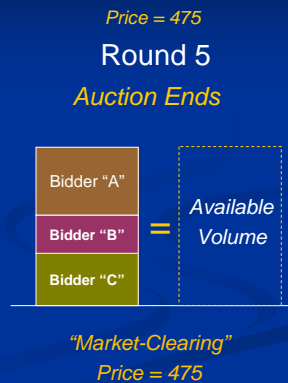 Price = 475
Round 5
Auction Ends
Bidder “A”
Bidder “B”
Bidder “C”
=
Available
Volume
“Market-Clearing”
Price = 475